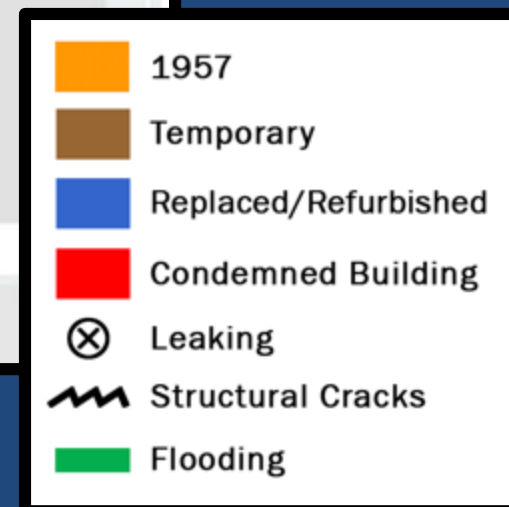 1957
Temporary
Replaced/Refurbished
Condemned Building
Leaking
Structural Cracks
Flooding